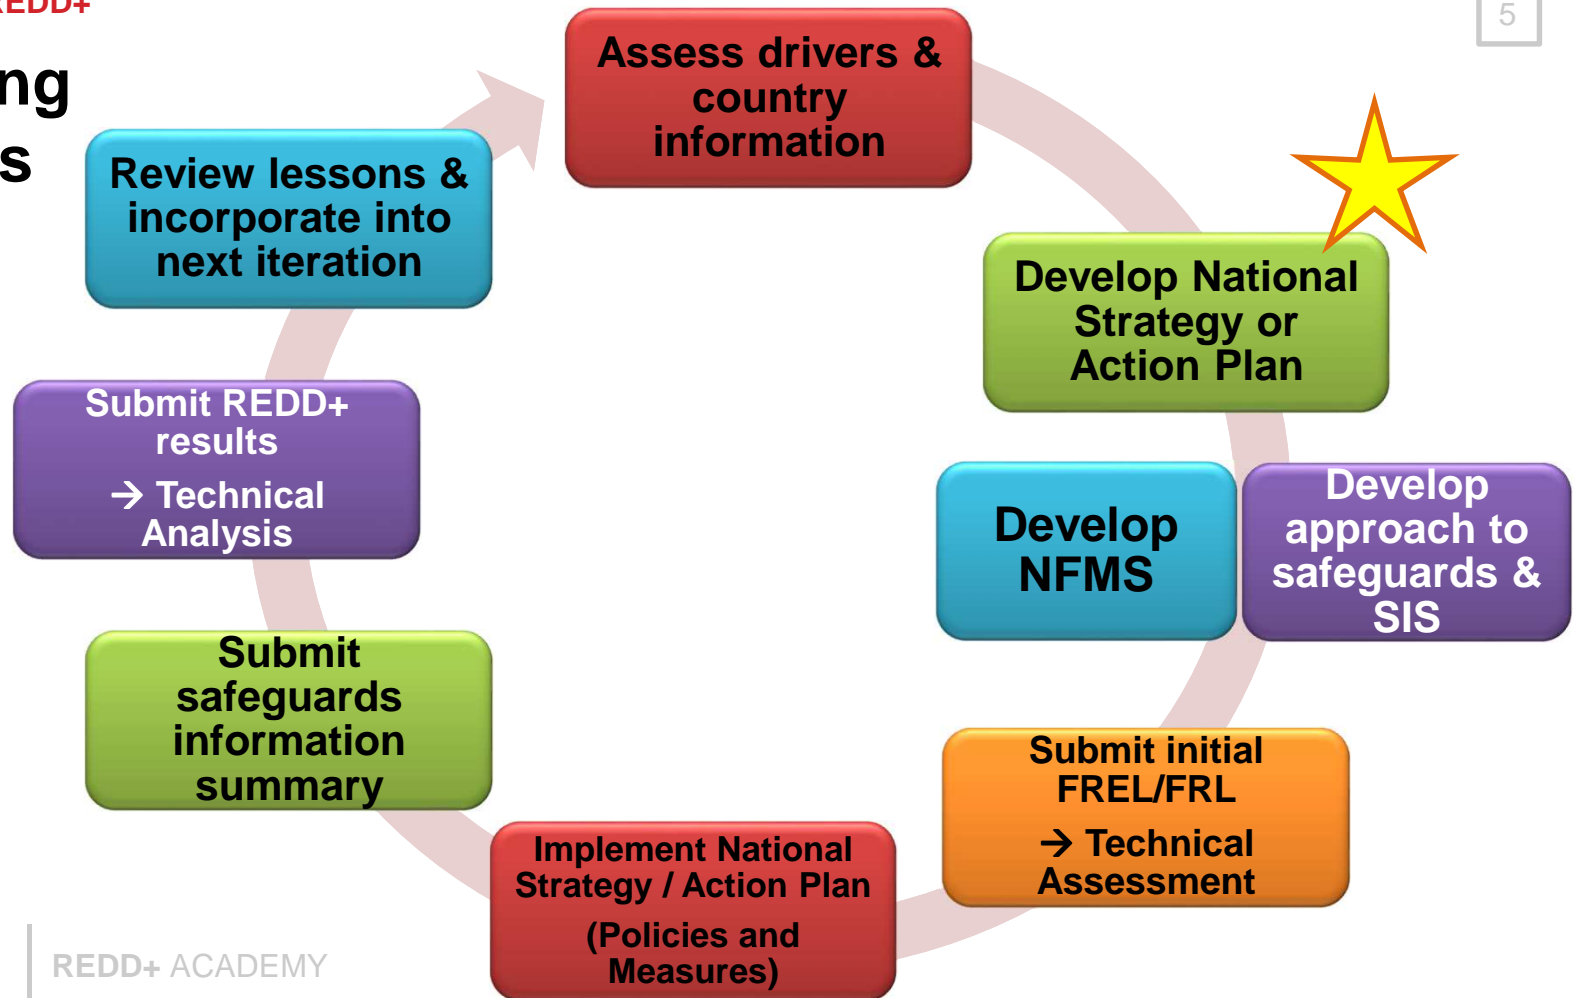 REDD+
5
ng
s
Assess drivers &
country
information
Develop National
Strategy or
Action Plan
Develop
NFMS
Develop
approach to
safeguards &
SIS
Submit initial
FREL/FRL
→ Technical
Assessment
Implement National
Strategy / Action Plan
(Policies and
Measures)
Submit
safeguards
information
summary
Submit REDD+
results
→ Technical
Analysis
Review lessons &
incorporate into
next iteration
REDD+ ACADEMY